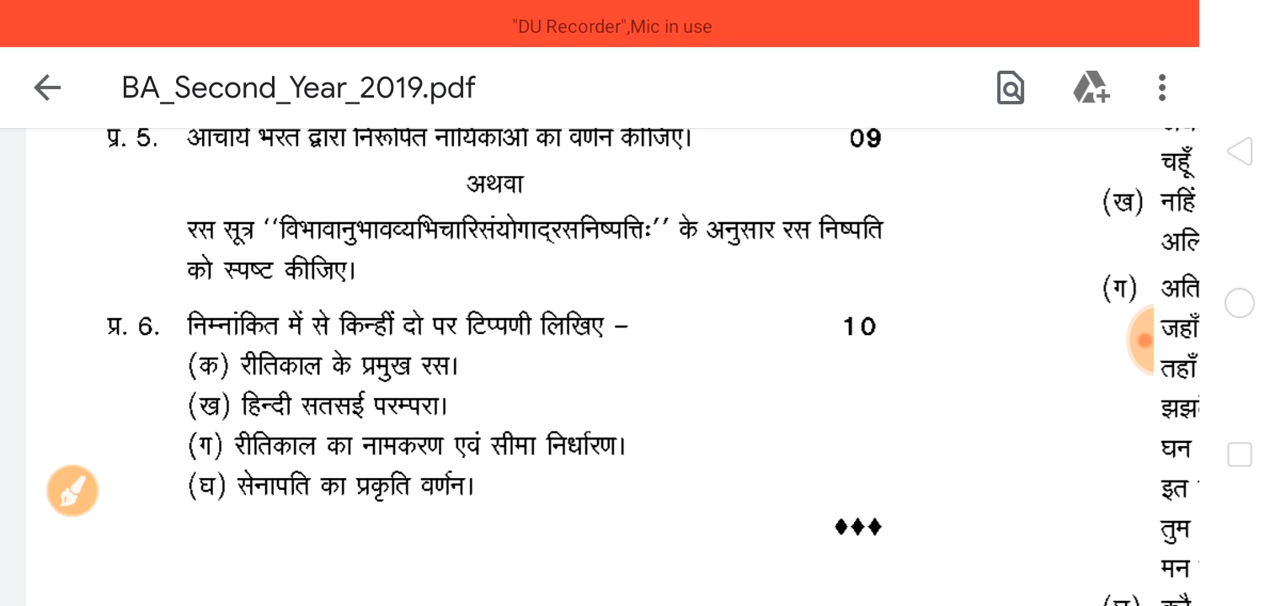 "DU Recorder",Mic in use
BA_Second_Year_2019.pdf
प्र. 5. आचार्य भरत द्वारा निरूपित नायिकाओं का वर्णन कीजिए। 09
अथवा
रस सूत्र ‘‘विभावानुभावव्यभिचारिसंयोगाद्रसनिष्पत्तिः’’ के अनुसार रस निष्पति
को स्पष्ट कीजिए।
प्र. 6. निम्नांकित में से किन्हीं दो पर टिप्पणी लिखिए – 10
(क) रीतिकाल के प्रमुख रस।
(ख) हिन्दी सतसई परम्परा।
(ग) रीतिकाल का नामकरण एवं सीमा निर्धारण।
(घ) सेनापति का प्रकृति वर्णन।
चहूँ
(ख) नहिं
(ग) अति
जहाँ
तहाँ
घन
इत
तुम
मन